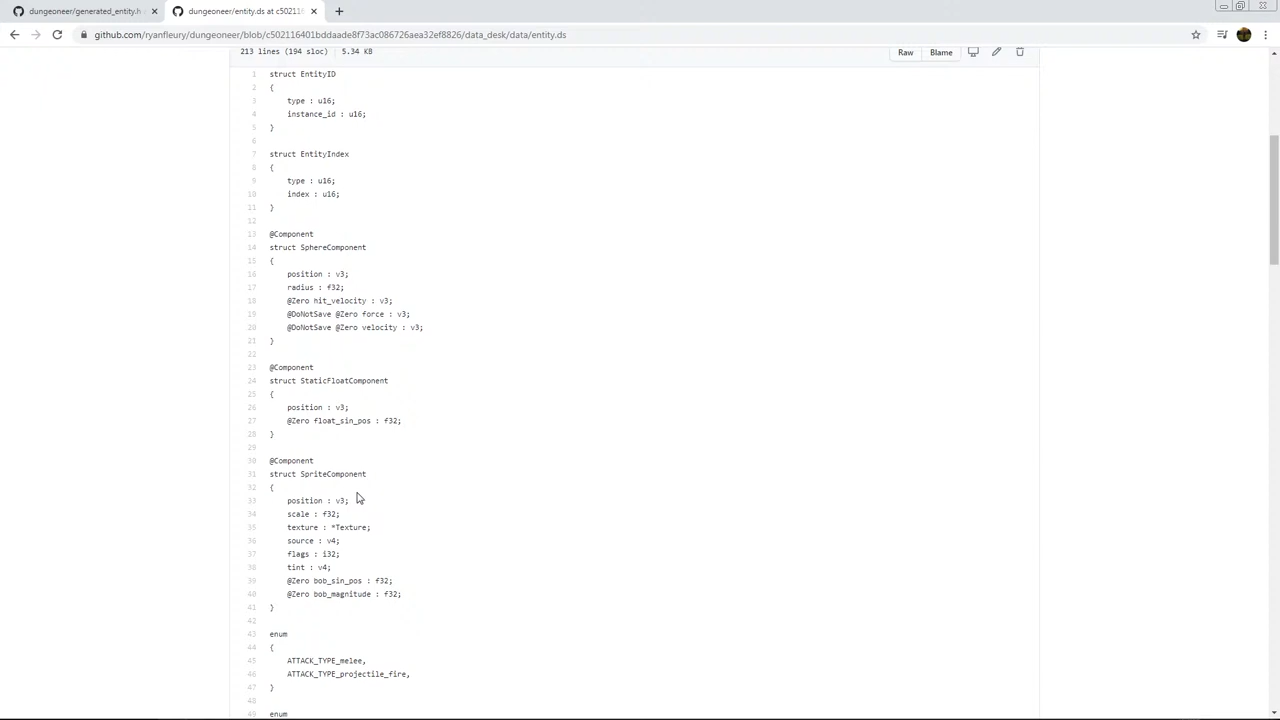 dungeoneer/generated_entity.h a
dungeoneer/entity.ds at c502116
github.com/ryanfleury/dungeoneer/blob/c502116401bddaade8f73ac086726aea32ef8826/data_desk/data/entity.ds
213 lines (194 sloc) 5.34 KB
Raw Blame
1 struct EntityID
2 {
3 type : u16;
4 instance_id : u16;
5 }
6
7 struct EntityIndex
8 {
9 type : u16;
10 index : u16;
11 }
12
13 @Component
14 struct SphereComponent
15 {
16 position : v3;
17 radius : f32;
18 @Zero hit_velocity : v3;
19 @DoNotSave @Zero force : v3;
20 @DoNotSave @Zero velocity : v3;
21 }
22
23 @Component
24 struct StaticFloatComponent
25 {
26 position : v3;
27 @Zero float_sin_pos : f32;
28 }
29
30 @Component
31 struct SpriteComponent
32 {
33 position : v3;
34 scale : f32;
35 texture : *Texture;
36 source : v4;
37 flags : i32;
38 tint : v4;
39 @Zero bob_sin_pos : f32;
40 @Zero bob_magnitude : f32;
41 }
42
43 enum
44 {
45 ATTACK_TYPE_melee,
46 ATTACK_TYPE_projectile_fire,
47 }
48
49 enum